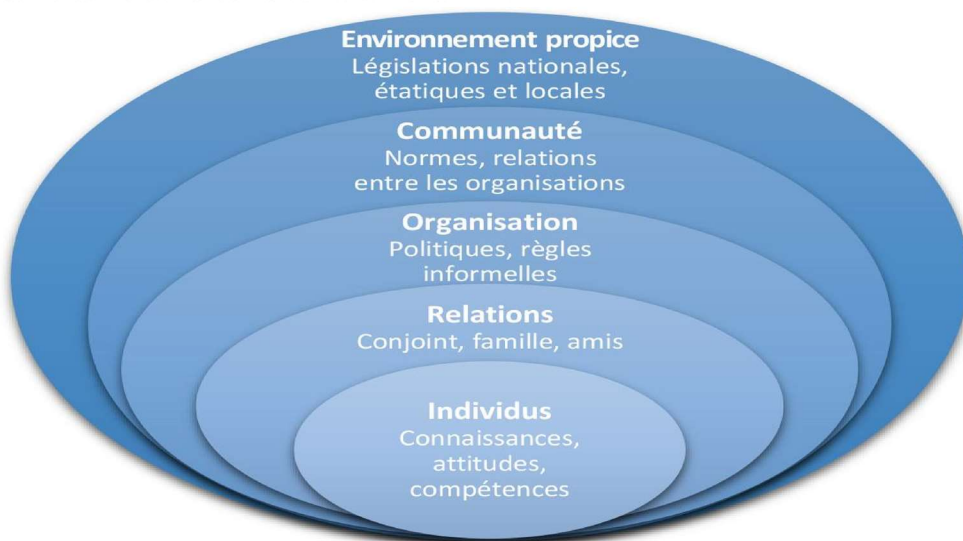 Environnement propice
Législations nationales,
étatiques et locales
Communauté
Normes, relations
entre les organisations
Organisation
Politiques, règles
informelles
Relations
Conjoint, famille, amis
Individus
Connaissances,
attitudes,
compétences